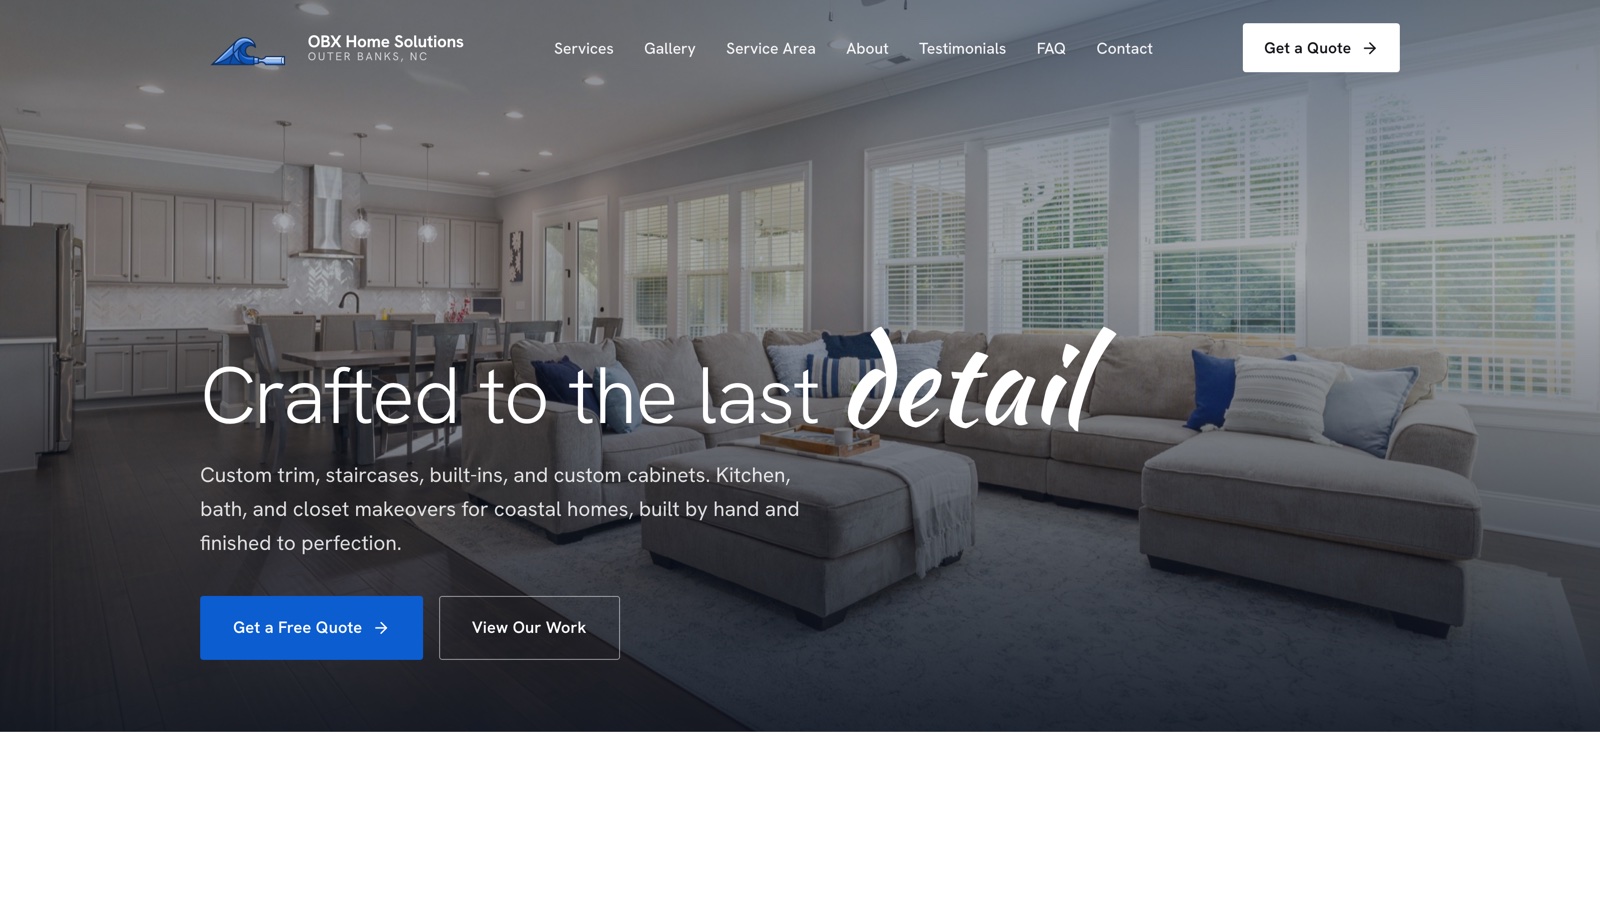 OBX Home Solutions
OUTER BANKS, NC
Services
Gallery
Service Area
About
Testimonials
FAQ
Contact
Get a Quote
Crafted to the last detail
Custom trim, staircases, built-ins, and custom cabinets. Kitchen,
bath, and closet makeovers for coastal homes, built by hand and
finished to perfection.
Get a Free Quote
View Our Work